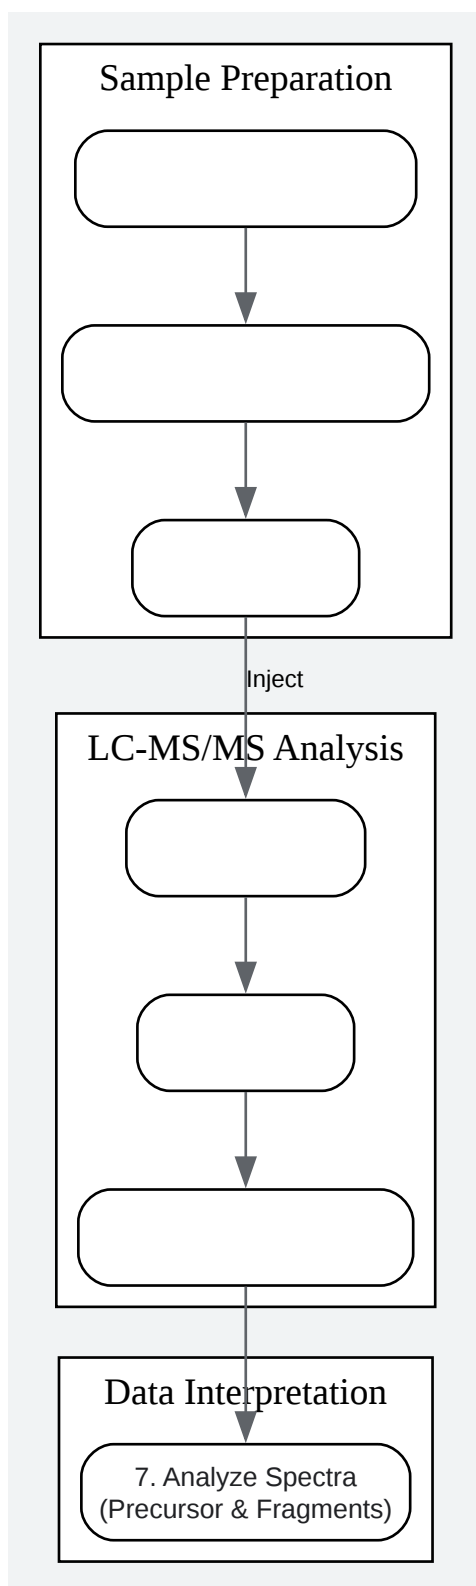 Sample Preparation
Inject
LC-MS/MS Analysis
Data Interpretation
7. Analyze Spectra
(Precursor & Fragments)